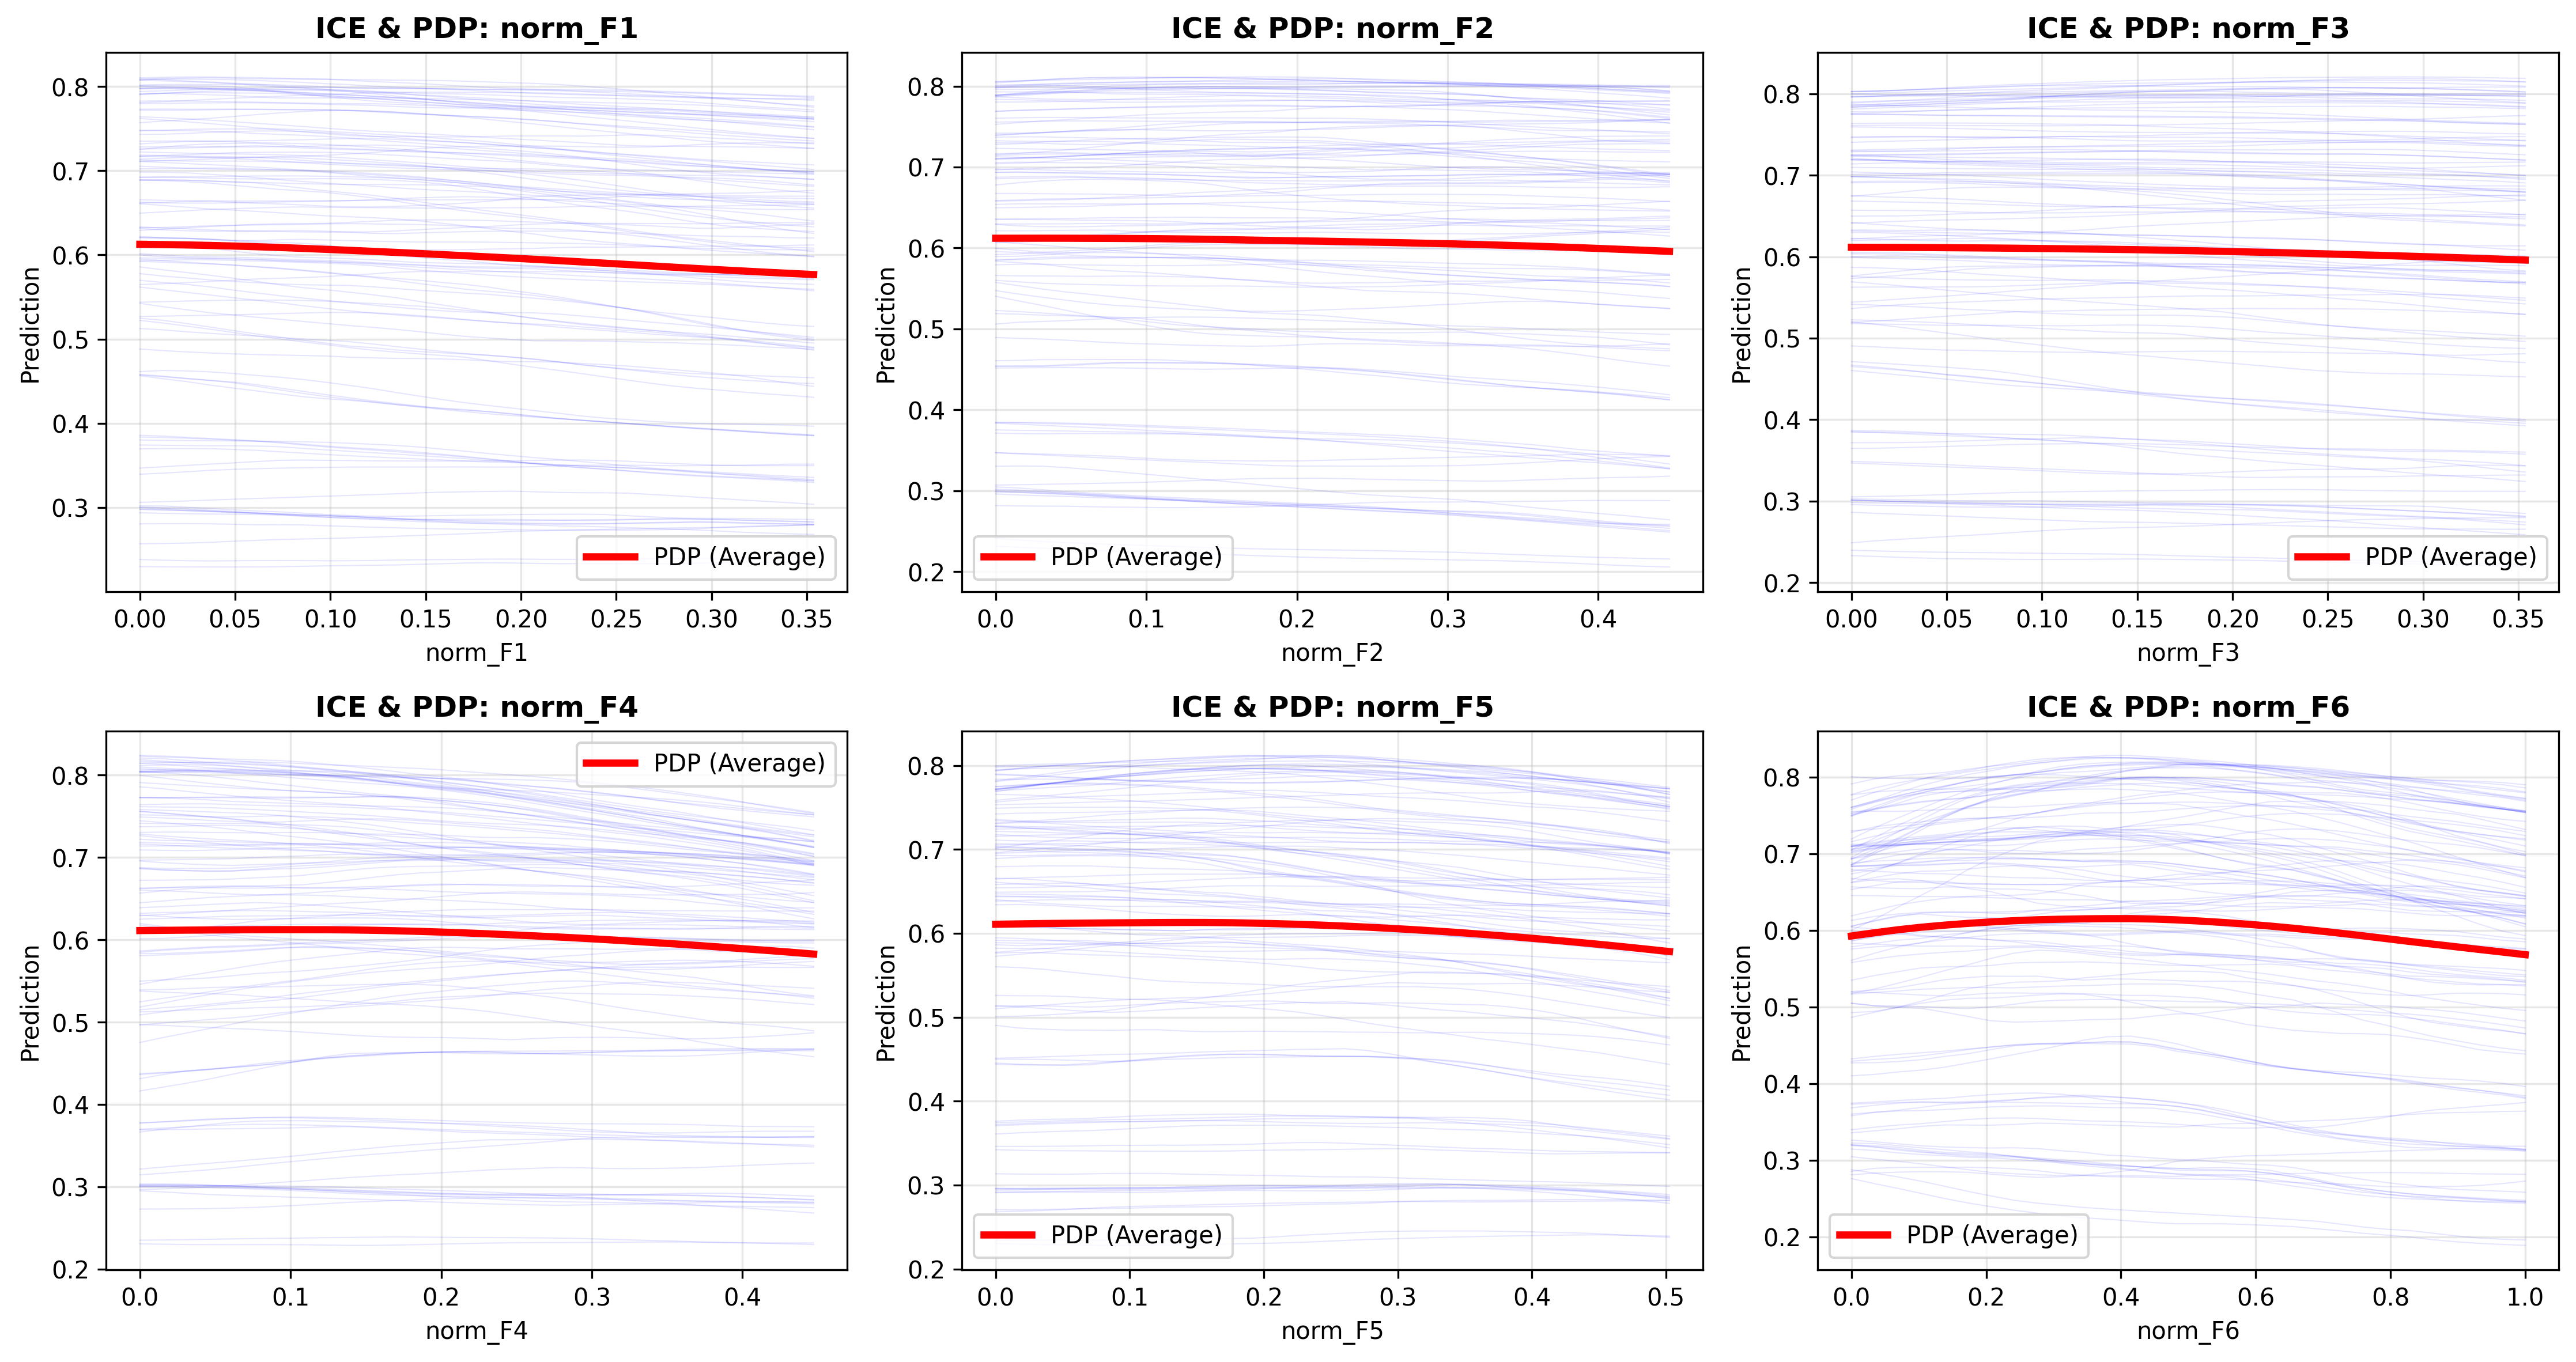 ICE & PDP: norm_F1
Prediction
0.8
0.7
0.6
0.5
0.4
0.3
PDP (Average)
0.00 0.05 0.10 0.15 0.20 0.25 0.30 0.35
norm_F1
ICE & PDP: norm_F2
Prediction
0.8
0.7
0.6
0.5
0.4
0.3
0.2
PDP (Average)
0.0 0.1 0.2 0.3 0.4
norm_F2
ICE & PDP: norm_F3
Prediction
0.8
0.7
0.6
0.5
0.4
0.3
0.2
PDP (Average)
0.00 0.05 0.10 0.15 0.20 0.25 0.30 0.35
norm_F3
ICE & PDP: norm_F4
PDP (Average)
Prediction
0.8
0.7
0.6
0.5
0.4
0.3
0.2
0.0 0.1 0.2 0.3 0.4
norm_F4
ICE & PDP: norm_F5
Prediction
0.8
0.7
0.6
0.5
0.4
0.3
0.2
PDP (Average)
0.0 0.1 0.2 0.3 0.4 0.5
norm_F5
ICE & PDP: norm_F6
Prediction
0.8
0.7
0.6
0.5
0.4
0.3
0.2
PDP (Average)
0.0 0.2 0.4 0.6 0.8 1.0
norm_F6